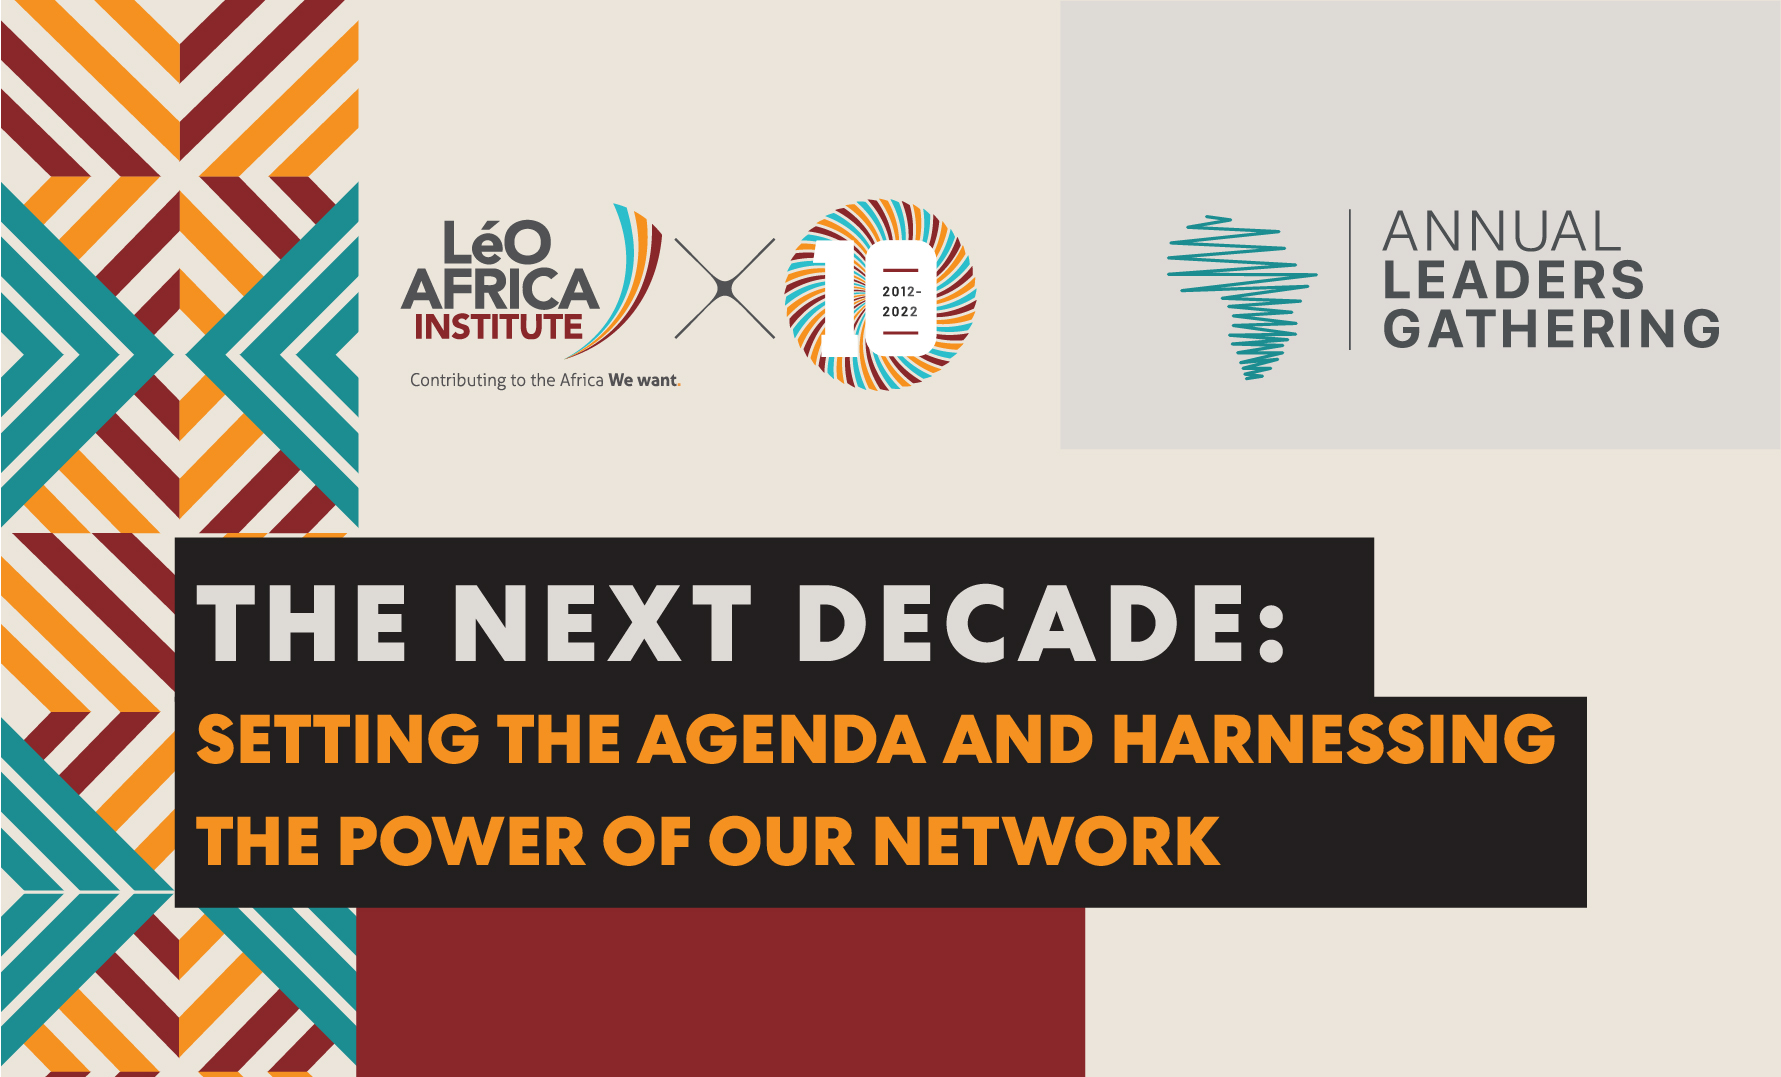 LéO
AFRICA
INSTITUTE
Contributing to the Africa We want.
10
2012-
2022
ANNUAL
LEADERS
GATHERING
THE NEXT DECADE:
SETTING THE AGENDA AND HARNESSING
THE POWER OF OUR NETWORK